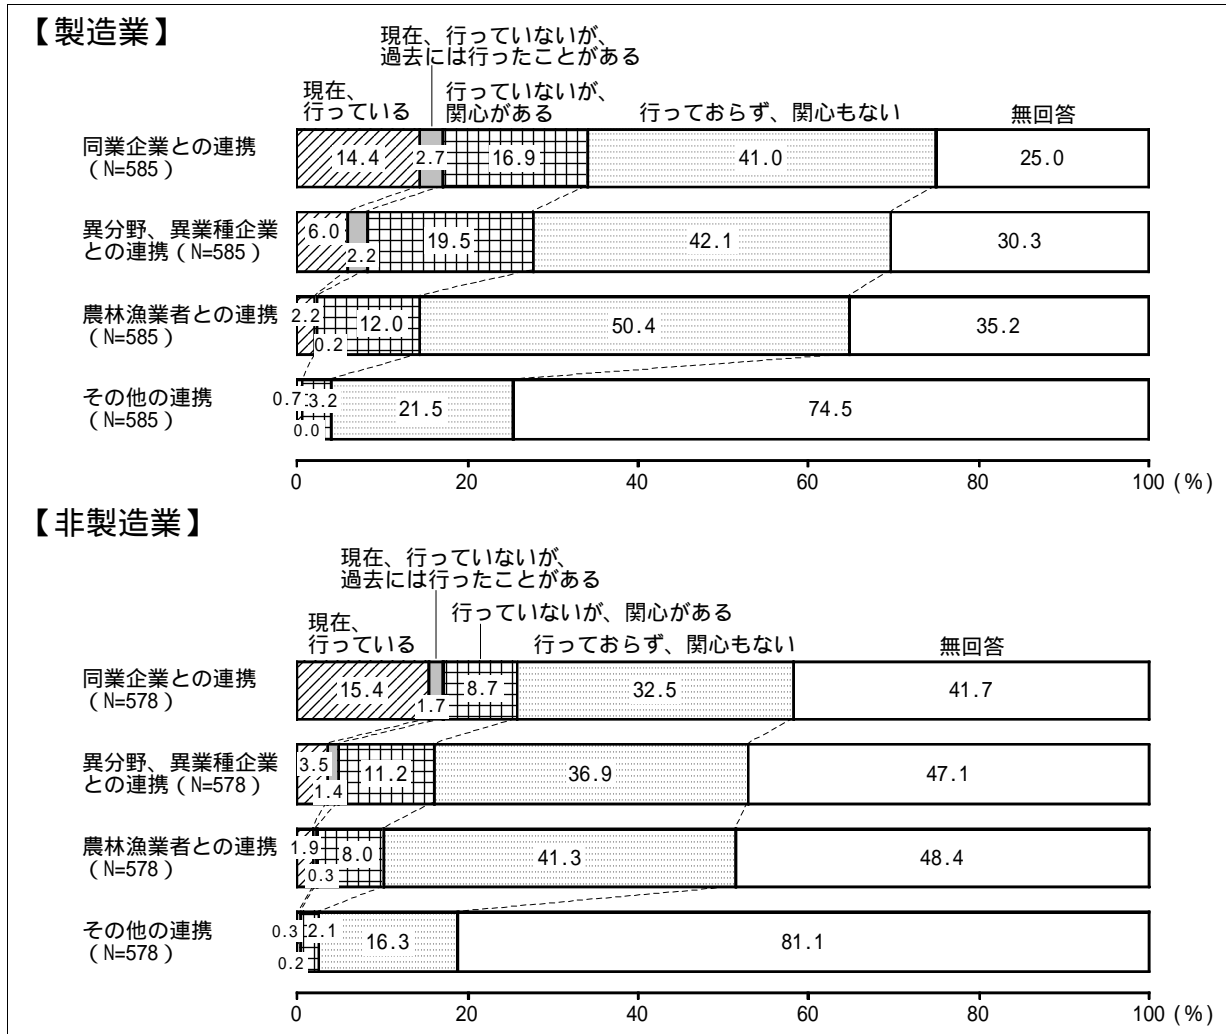 【製造業】
現在、行っていないが、
過去には行ったことがある
現在、
行っている
行っていないが、
関心がある
行っておらず、関心もない
無回答
同業企業との連携
(N=585)
14.4
2.7
16.9
41.0
25.0
異分野、異業種企業
との連携(N=585)
6.0
2.2
19.5
42.1
30.3
農林漁業者との連携
(N=585)
2.2
0.2
12.0
50.4
35.2
その他の連携
(N=585)
0.7
0.0
3.2
21.5
74.5
0 20 40 60 80 100 (%)
【非製造業】
現在、行っていないが、
過去には行ったことがある
現在、
行っている
行っていないが、関心がある
行っておらず、関心もない
無回答
同業企業との連携
(N=578)
15.4
1.7
8.7
32.5
41.7
異分野、異業種企業
との連携(N=578)
3.5
1.4
11.2
36.9
47.1
農林漁業者との連携
(N=578)
1.9
0.3
8.0
41.3
48.4
その他の連携
(N=578)
0.3
0.2
2.1
16.3
81.1
0 20 40 60 80 100 (%)